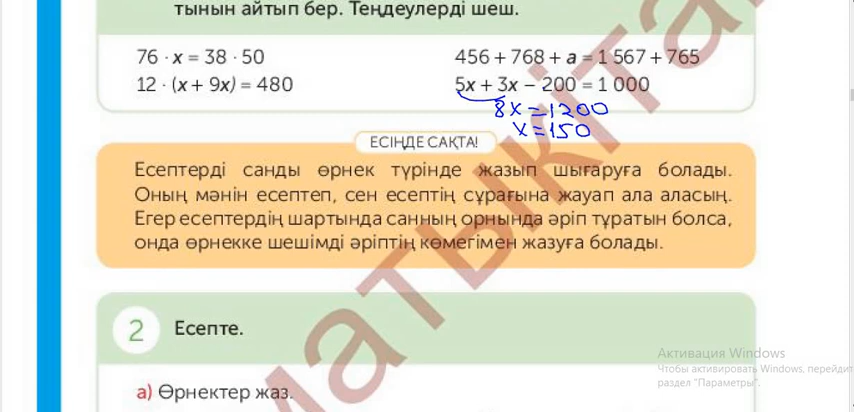 тынын айтып бер. Теңдеулерді шеш.
76 · x = 38 · 50
456 + 768 + a = 1 567 + 765
12 · (x + 9x) = 480
5x + 3x − 200 = 1 000
8x = 1200
x = 150
ЕСІҢДЕ САҚТА!
Есептерді санды өрнек түрінде жазып шығаруға болады.
Оның мәнін есептеп, сен есептің сұрағына жауап ала аласың.
Егер есептердің шартында санның орнында әріп тұратын болса,
онда өрнекке шешімді әріптің көмегімен жазуға болады.
2 Есепте.
а) Өрнектер жаз.
Активация Windows
Чтобы активировать Windows, перейдит
раздел "Параметры".
матыкітап